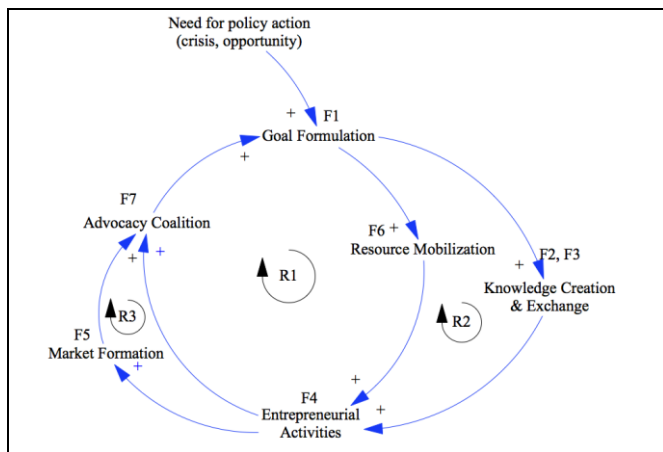 Need for policy action
(crisis, opportunity)
+
F1
Goal Formulation
+
F7
Advocacy Coalition
+
+
F6
+
Resource Mobilization
F2, F3
+
Knowledge Creation
& Exchange
R1
R3
R2
F5
Market Formation
+
+
F4
+
Entrepreneurial
Activities